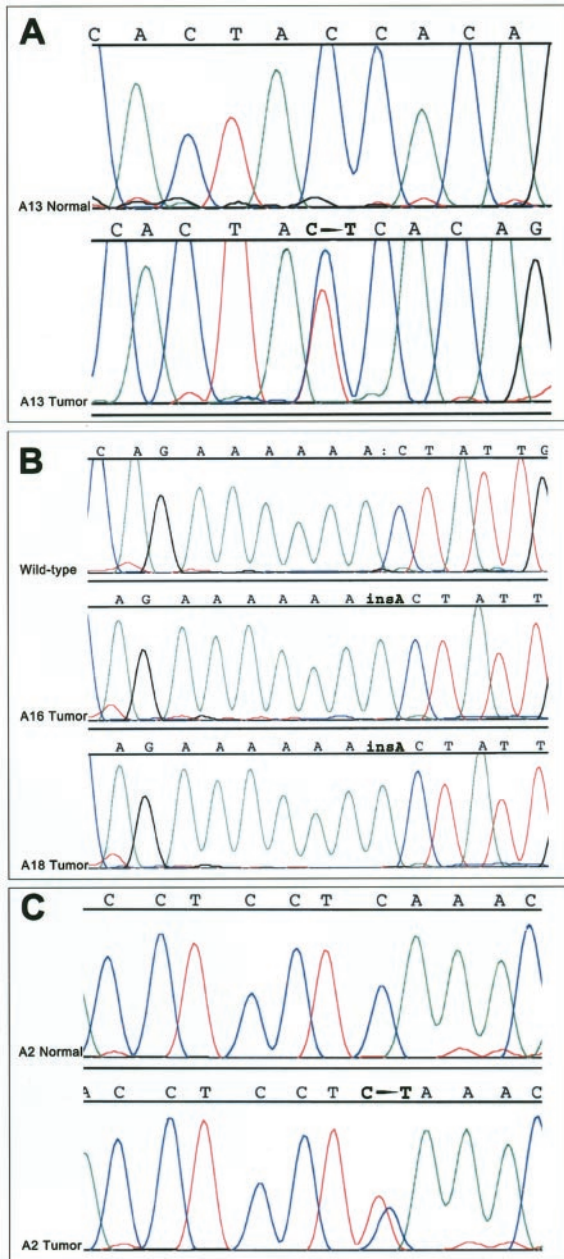 A
C A C T A C C A C A
A13 Normal
C A C T A C→T C A C A G
A13 Tumor
B
C A G A A A A A A : C T A T T G
Wild-type
A G A A A A A A insA C T A T T
A16 Tumor
A G A A A A A A insA C T A T T
A18 Tumor
C
C C T C C T C A A A C
A2 Normal
A C C T C C T C→T A A A C
A2 Tumor